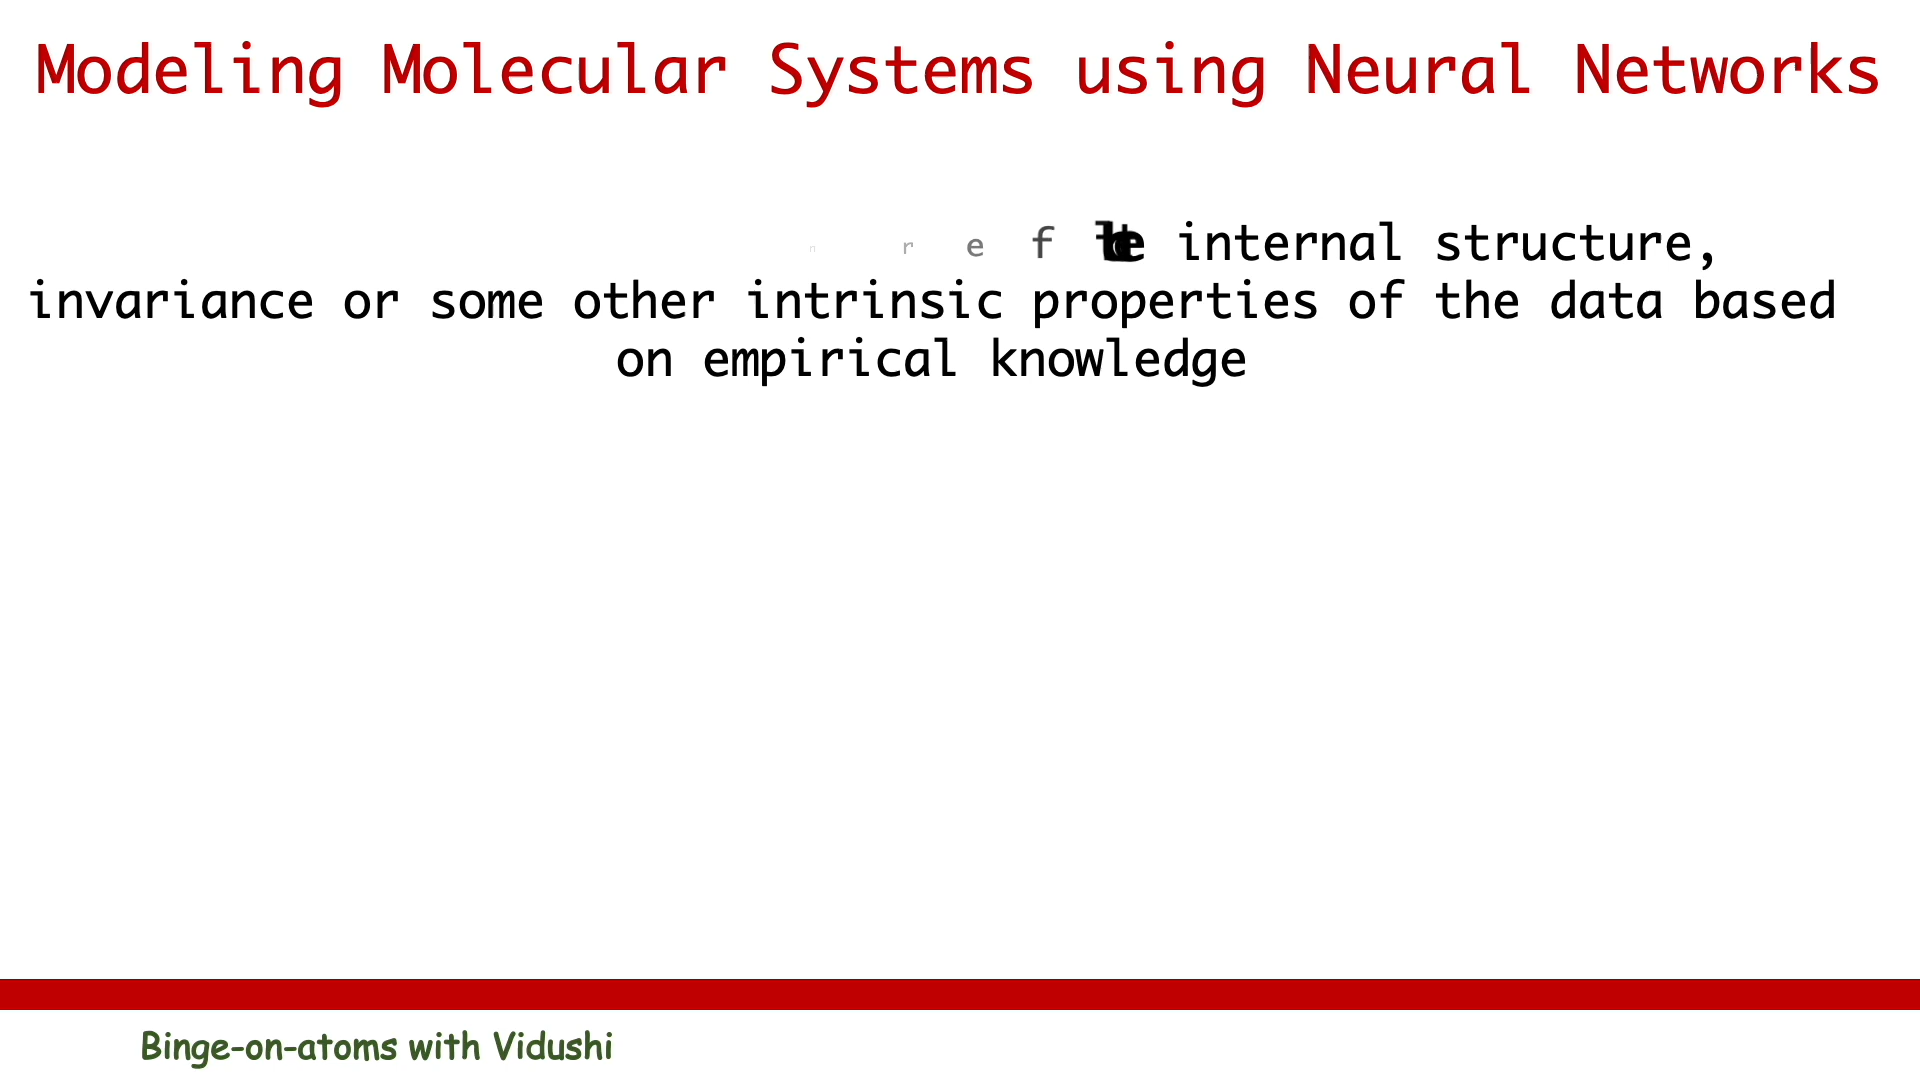 Modeling Molecular Systems using Neural Networks
internal structure,
invariance or some other intrinsic properties of the data based
on empirical knowledge
Binge-on-atoms with Vidushi